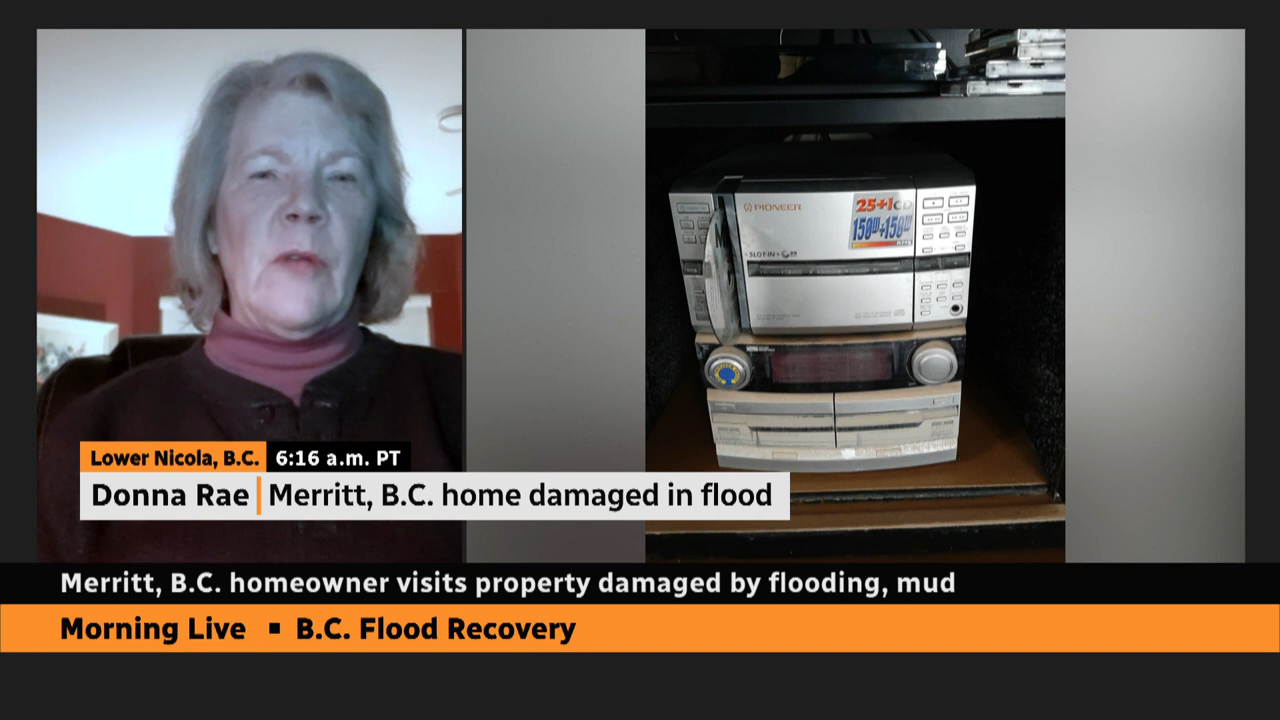 PIONEER
25+1CD
150W+150W
SLOT-IN
Lower Nicola, B.C. 6:16 a.m. PT
Donna Rae Merritt, B.C. home damaged in flood
Merritt, B.C. homeowner visits property damaged by flooding, mud
Morning Live ▪ B.C. Flood Recovery